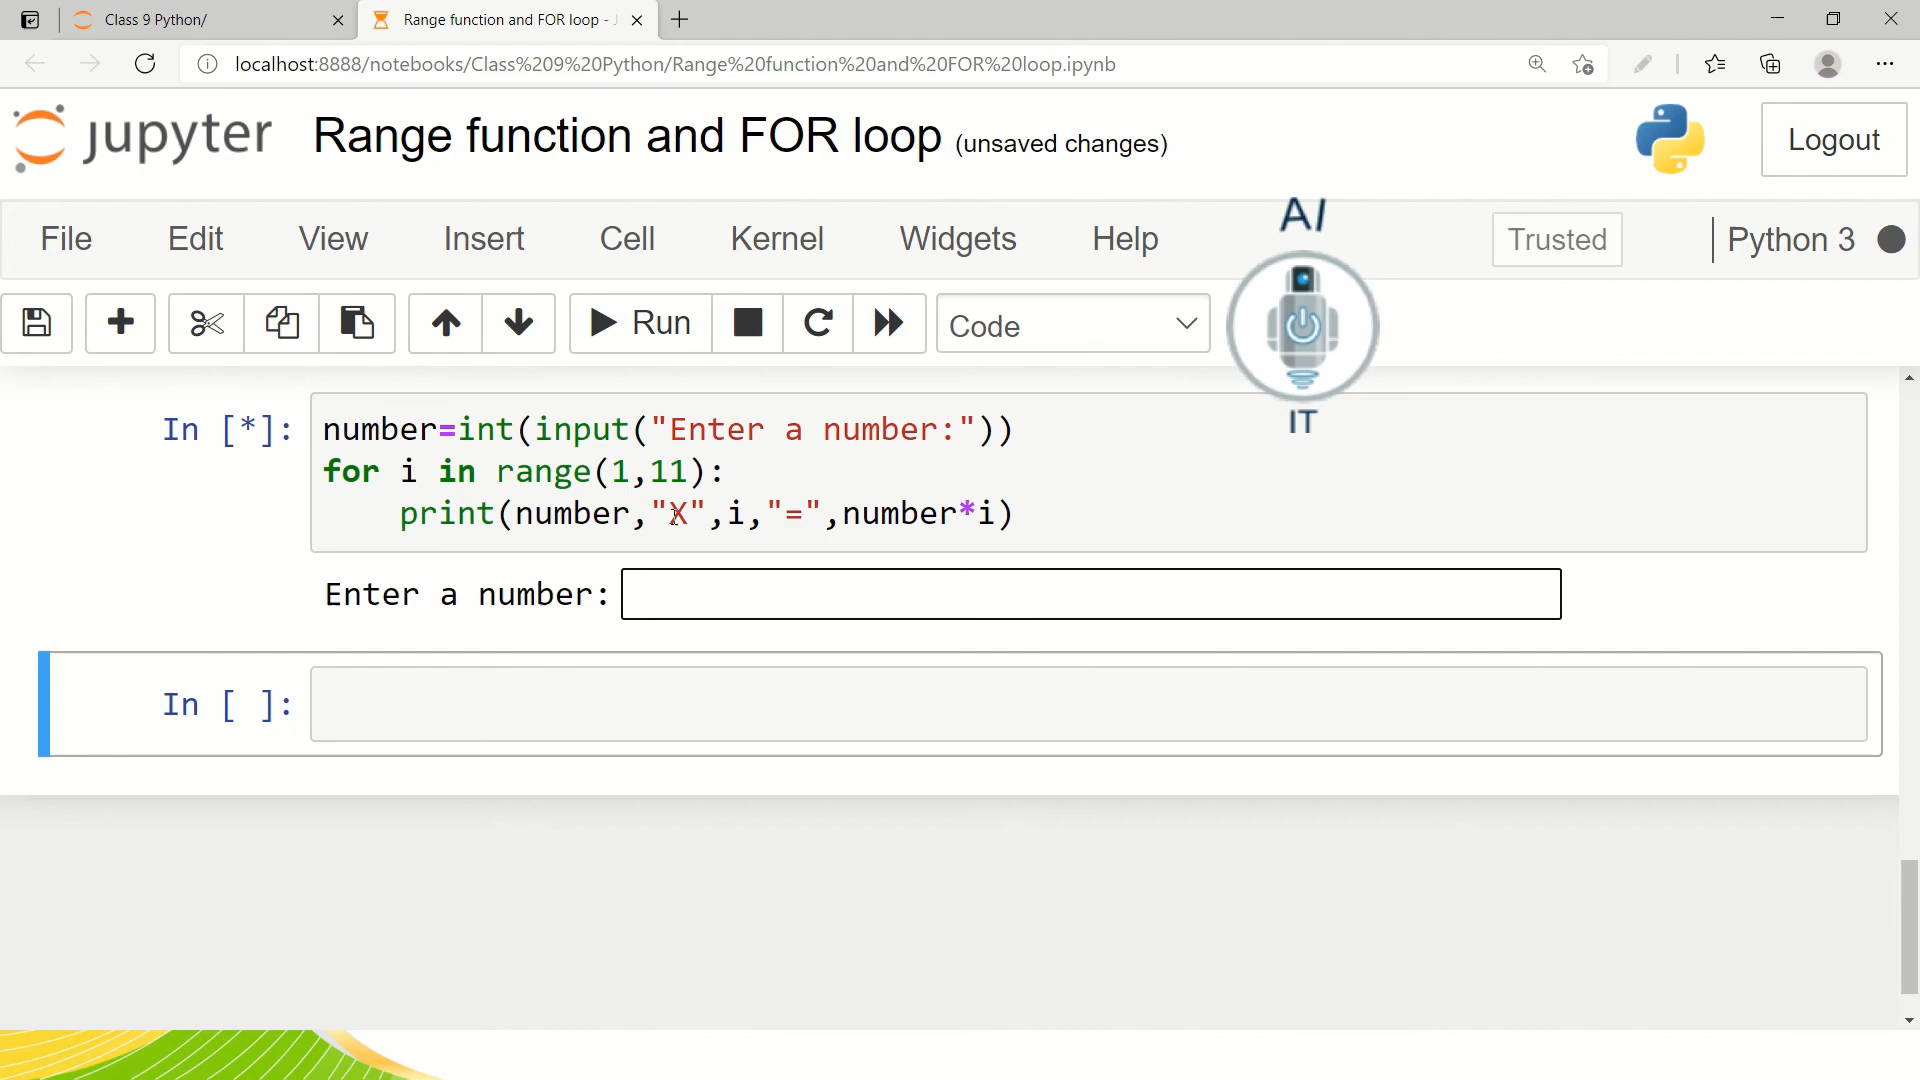 Class 9 Python/
Range function and FOR loop - J
localhost:8888/notebooks/Class%209%20Python/Range%20function%20and%20FOR%20loop.ipynb
jupyter
Range function and FOR loop (unsaved changes)
Logout
File Edit View Insert Cell Kernel Widgets Help
AI
Trusted
Python 3
Run
Code
IT
In [*]:
number=int(input("Enter a number:"))
for i in range(1,11):
    print(number,"X",i,"=",number*i)
Enter a number:
In [ ]: